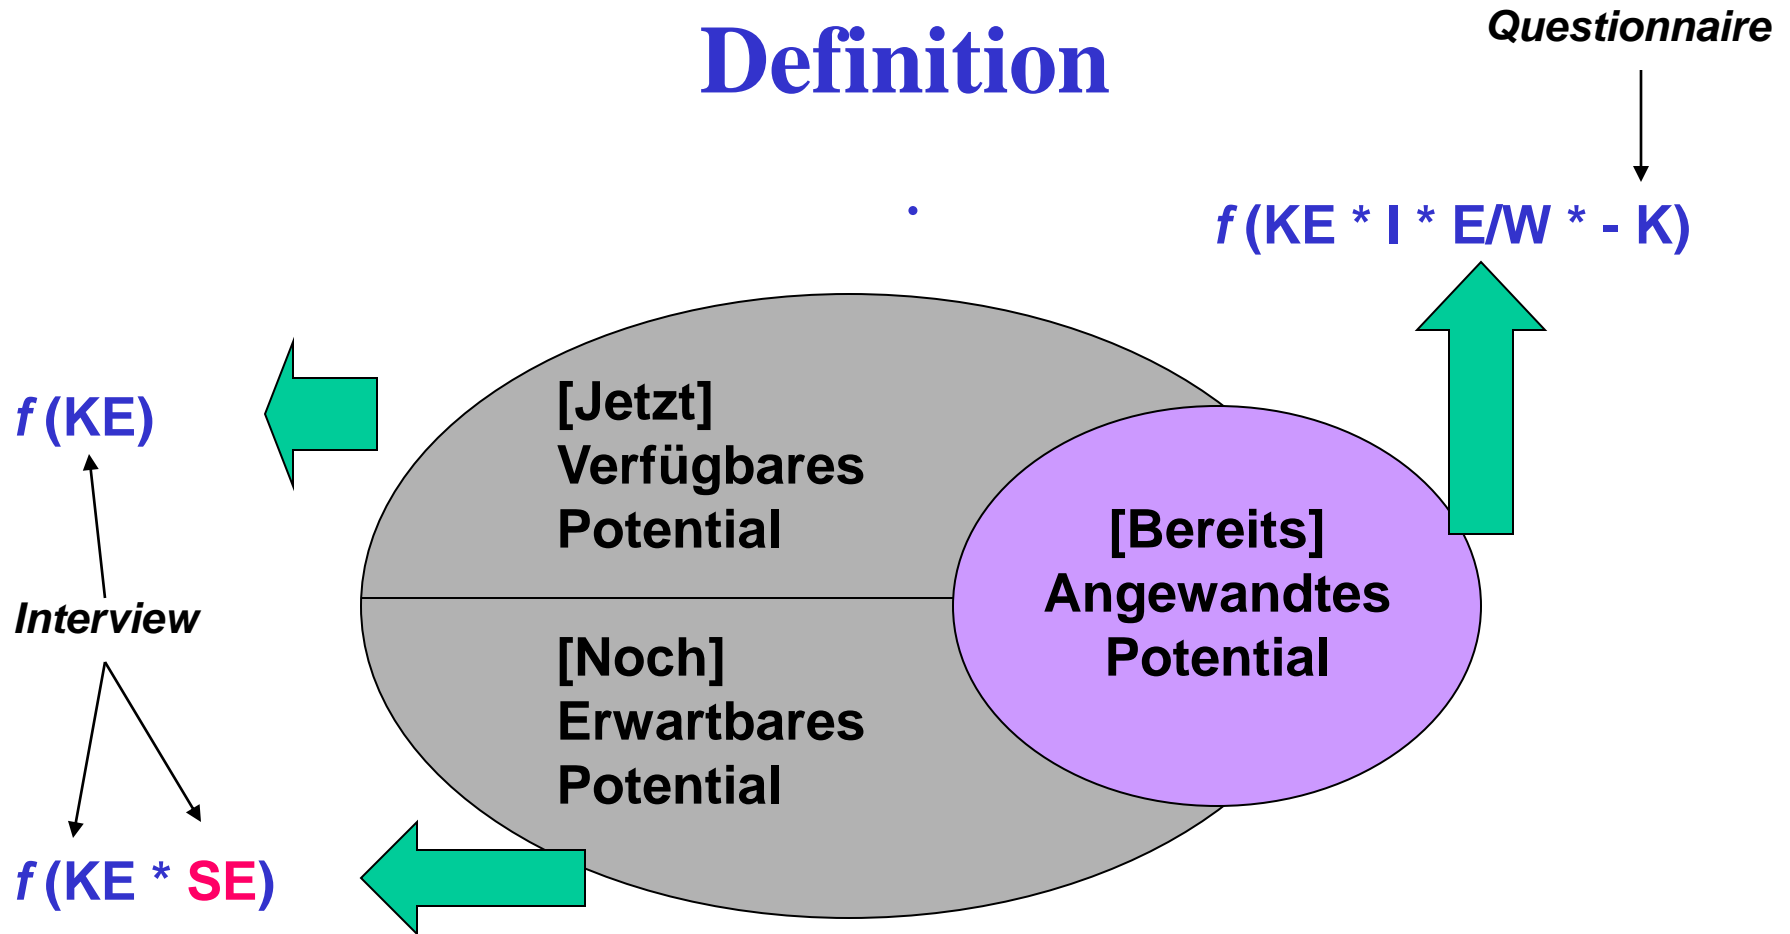 Definition
Questionnaire
.
f (KE * I * E/W * - K)
f (KE)
[Jetzt]
Verfügbares
Potential
[Bereits]
Angewandtes
Potential
Interview
[Noch]
Erwartbares
Potential
f (KE * SE)